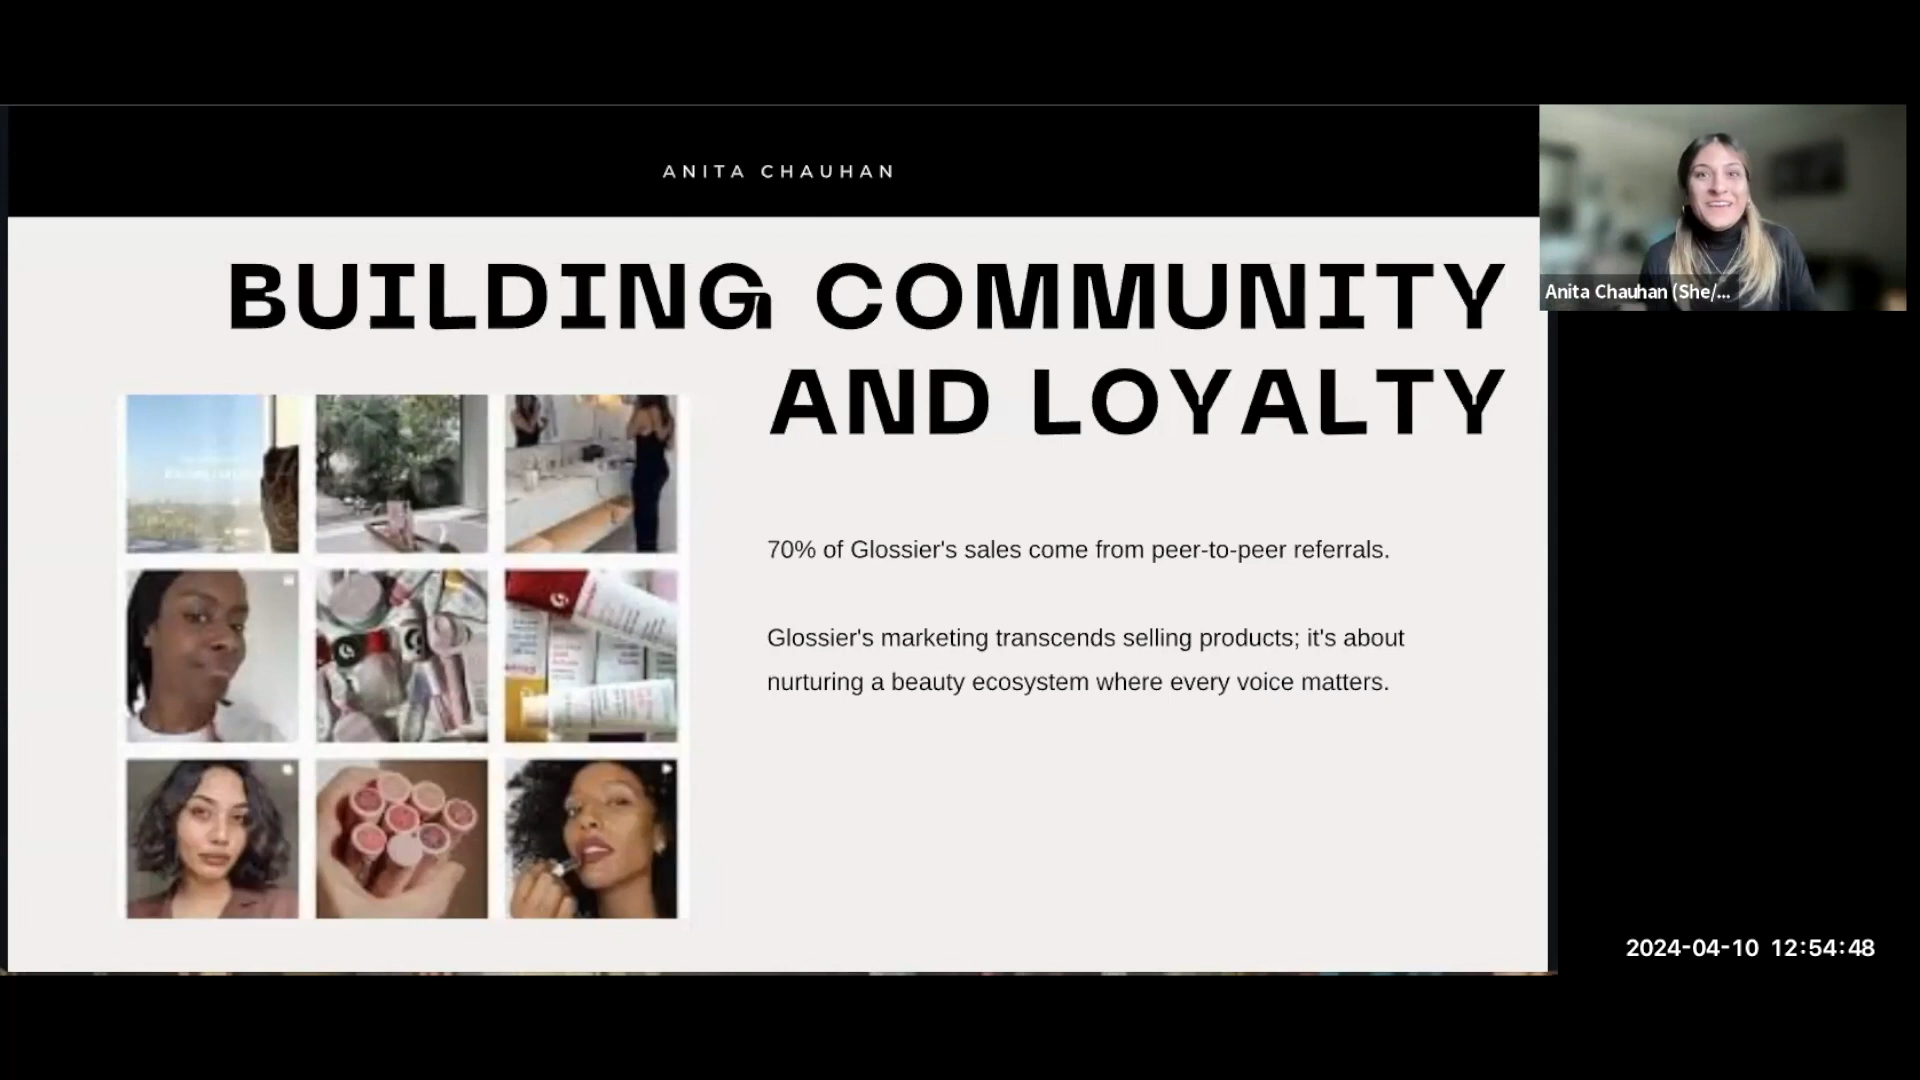 ANITA CHAUHAN
BUILDING COMMUNITY
AND LOYALTY
70% of Glossier's sales come from peer-to-peer referrals.
Glossier's marketing transcends selling products; it's about
nurturing a beauty ecosystem where every voice matters.
Anita Chauhan (She/...
2024-04-10 12:54:48